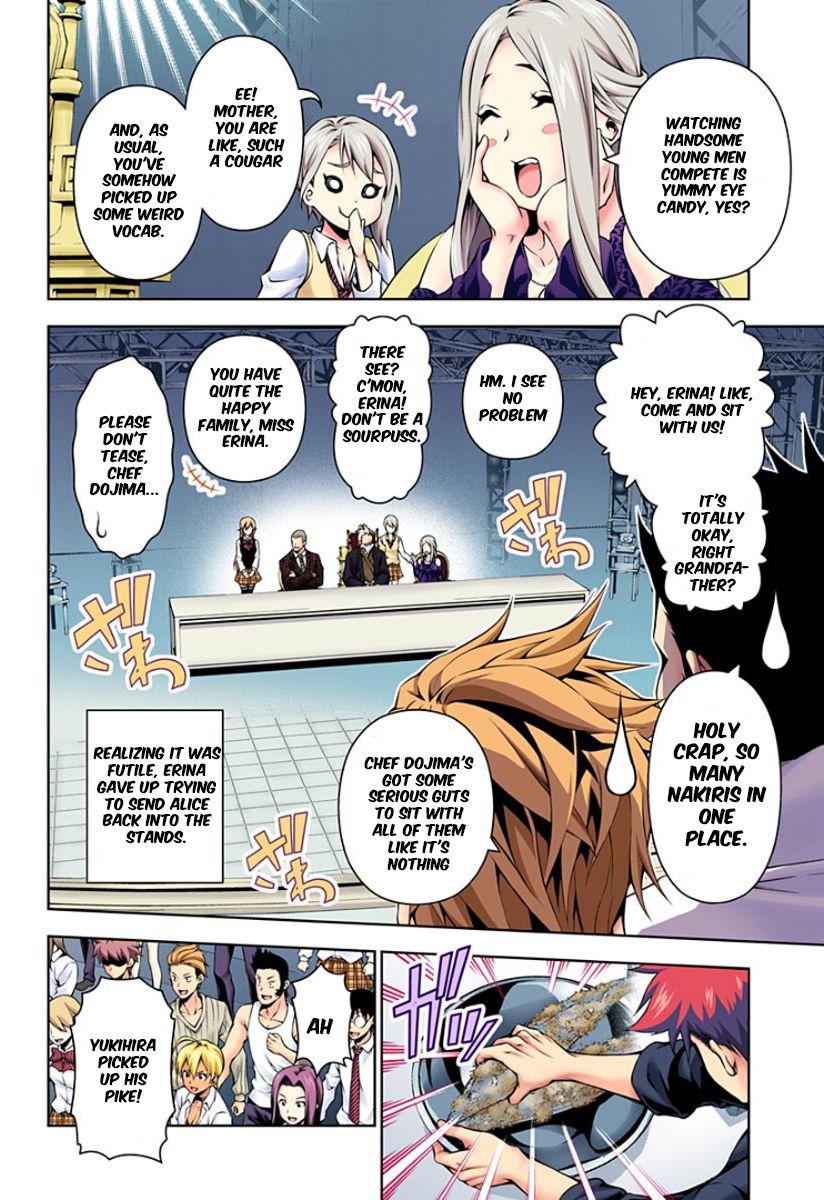 WATCHING
HANDSOME
YOUNG MEN
COMPETE IS
YUMMY EYE
CANDY, YES?
EE!
MOTHER,
YOU ARE
LIKE, SUCH
A COUGAR
AND, AS
USUAL,
YOU'VE
SOMEHOW
PICKED UP
SOME WEIRD
VOCAB.
HEY, ERINA! LIKE,
COME AND SIT
WITH US!
IT'S
TOTALLY
OKAY,
RIGHT
GRANDFA-
THER?
HM. I SEE
NO
PROBLEM
THERE
SEE?
C'MON,
ERINA!
DON'T BE A
SOURPUSS.
YOU HAVE
QUITE THE
HAPPY
FAMILY, MISS
ERINA.
PLEASE
DON'T
TEASE,
CHEF
DOJIMA...
ざわ
ざわ
ざわ
HOLY
CRAP, SO
MANY
NAKIRIS IN
ONE
PLACE.
CHEF DOJIMA'S
GOT SOME
SERIOUS GUTS
TO SIT WITH
ALL OF THEM
LIKE IT'S
NOTHING
REALIZING IT WAS
FUTILE, ERINA
GAVE UP TRYING
TO SEND ALICE
BACK INTO THE
STANDS.
ガッ
AH
YUKIHIRA
PICKED
UP HIS
PIKE!